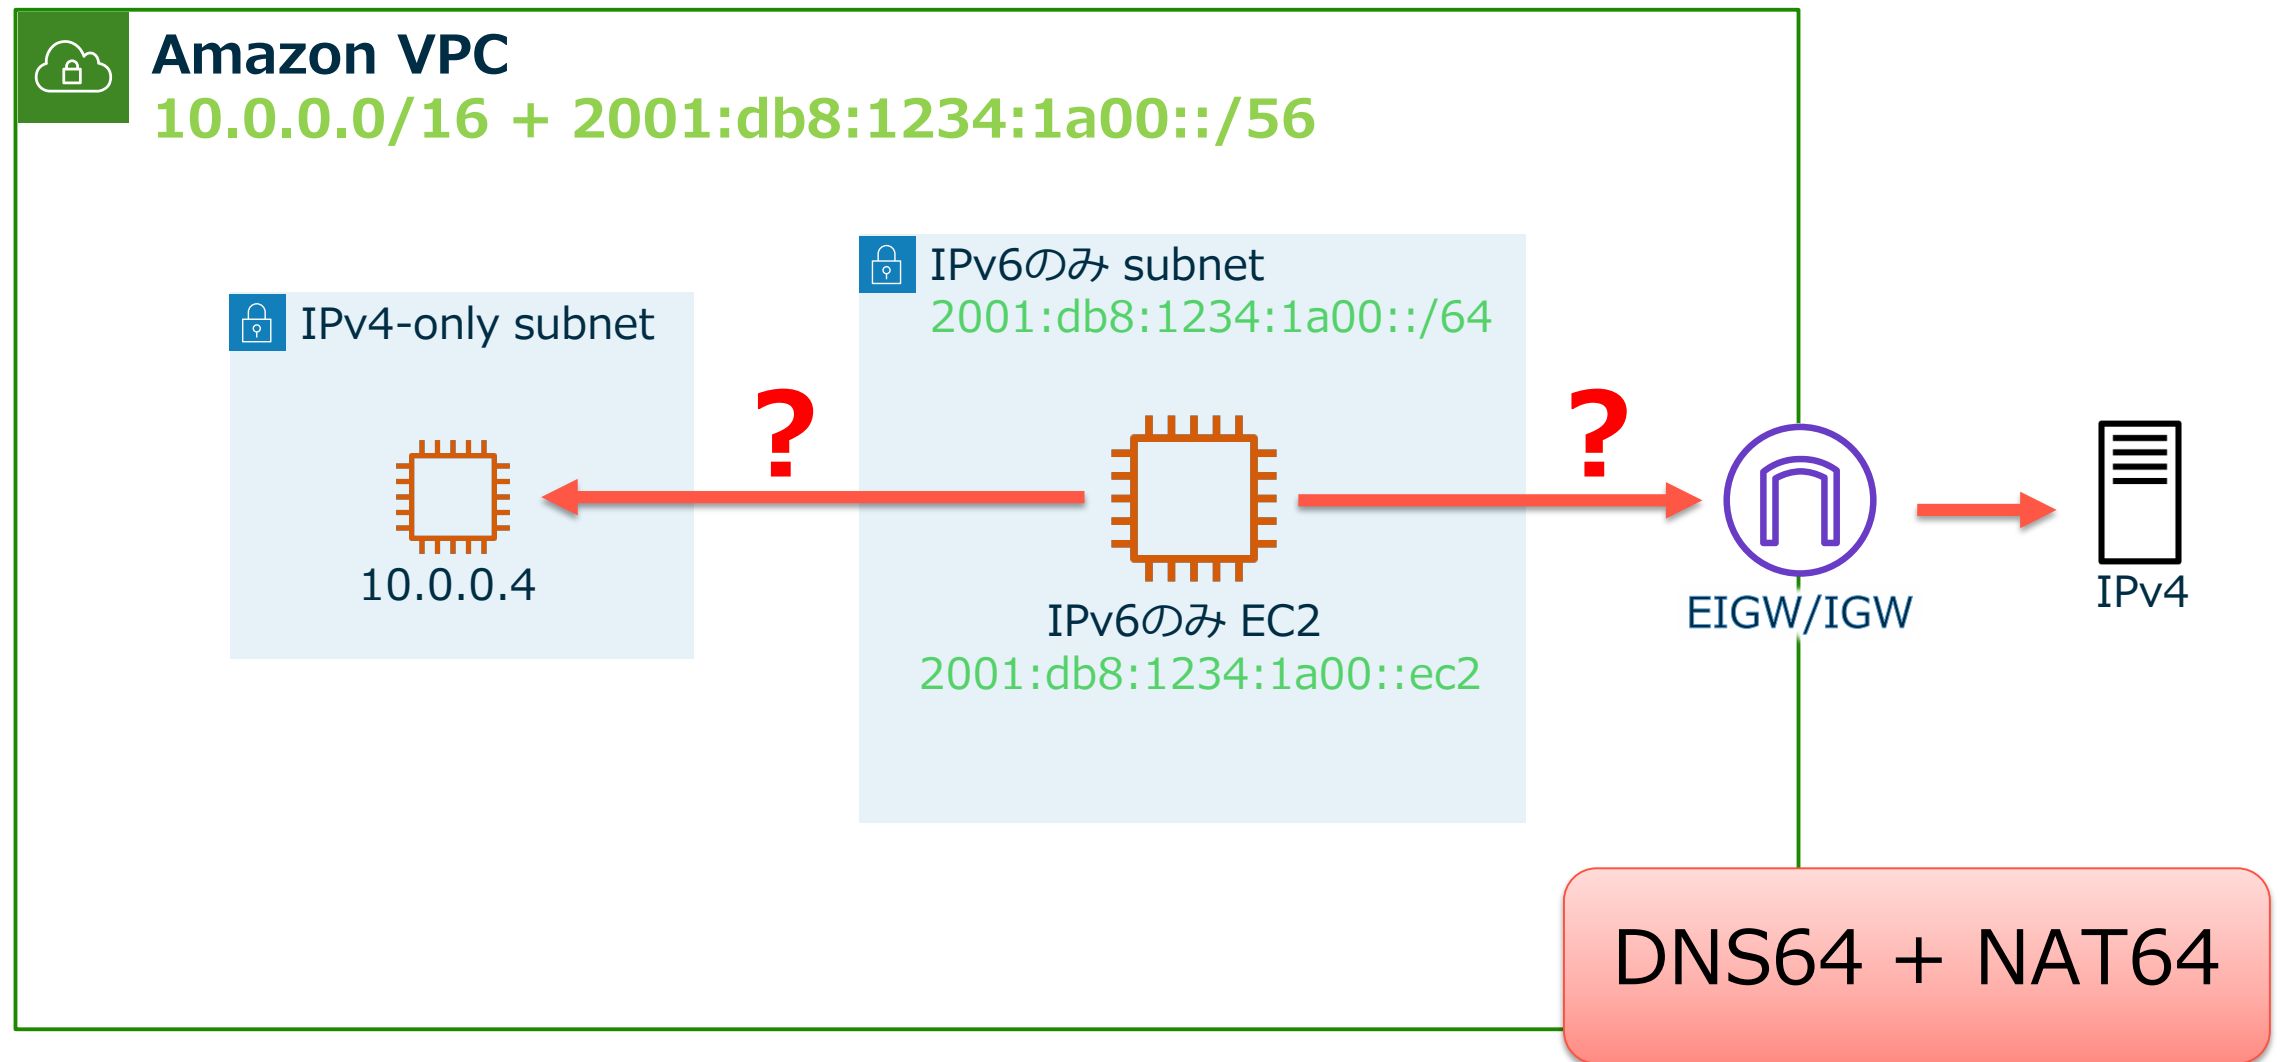 Amazon VPC
10.0.0.0/16 + 2001:db8:1234:1a00::/56
IPv4-only subnet
10.0.0.4
?
IPv6のみ subnet
2001:db8:1234:1a00::/64
IPv6のみ EC2
2001:db8:1234:1a00::ec2
?
EIGW/IGW
IPv4
DNS64 + NAT64